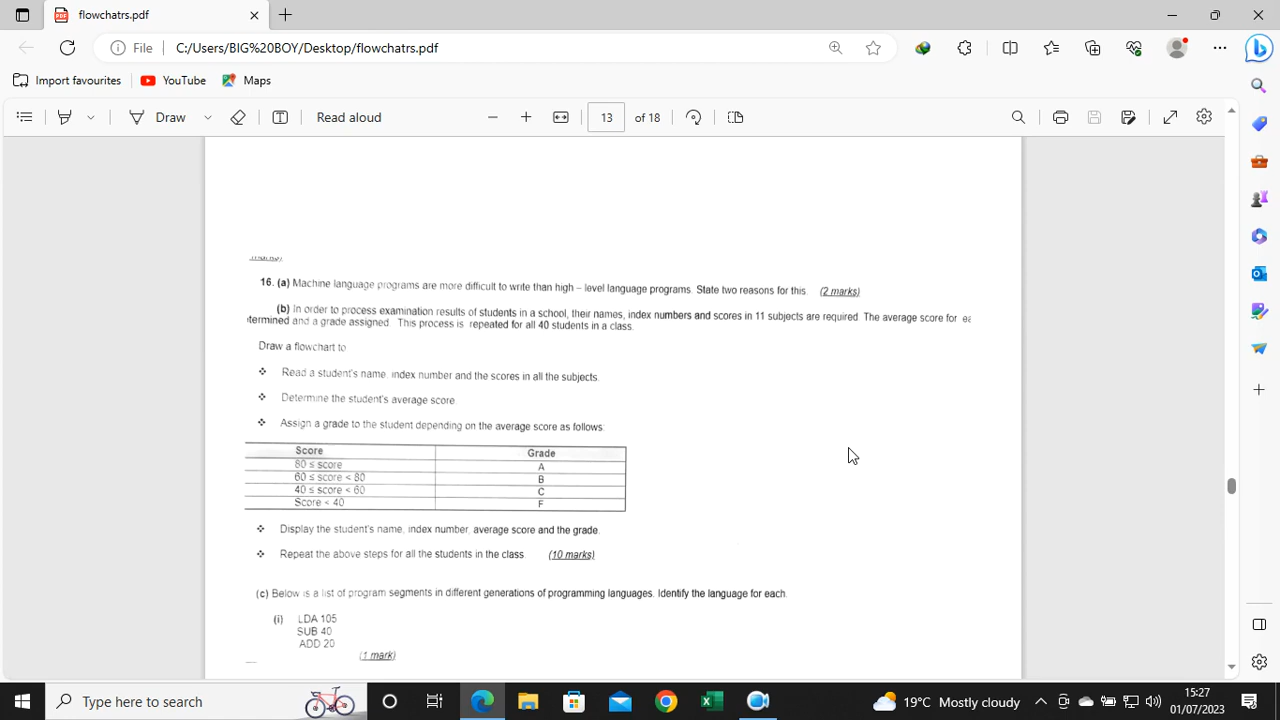 flowchatrs.pdf
File
C:/Users/BIG%20BOY/Desktop/flowchatrs.pdf
Import favourites
YouTube
Maps
Draw
Read aloud
13
of 18
16. (a) Machine language programs are more difficult to write than high – level language programs. State two reasons for this. (2 marks)
(b) In order to process examination results of students in a school, their names, index numbers and scores in 11 subjects are required The average score for
termined and a grade assigned. This process is repeated for all 40 students in a class.
Draw a flowchart to
❖ Read a student's name, index number and the scores in all the subjects.
❖ Determine the student's average score.
❖ Assign a grade to the student depending on the average score as follows:
Score Grade
80 ≤ score A
60 ≤ score < 80 B
40 ≤ score < 60 C
Score < 40 F
❖ Display the student's name, index number, average score and the grade.
❖ Repeat the above steps for all the students in the class. (10 marks)
(c) Below is a list of program segments in different generations of programming languages. Identify the language for each.
(i) LDA 105
SUB 40
ADD 20
(1 mark)
Type here to search
19°C Mostly cloudy
15:27
01/07/2023